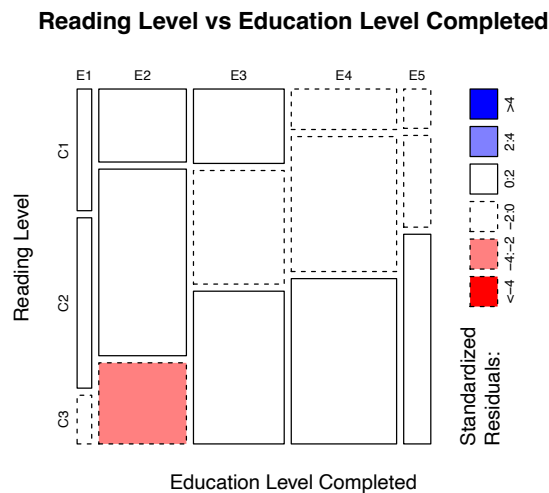 Reading Level vs Education Level Completed
E1 E2 E3 E4 E5
C1
C2
C3
Reading Level
Education Level Completed
Standardized
Residuals:
<−4
−4:−2
−2:0
0:2
2:4
>4